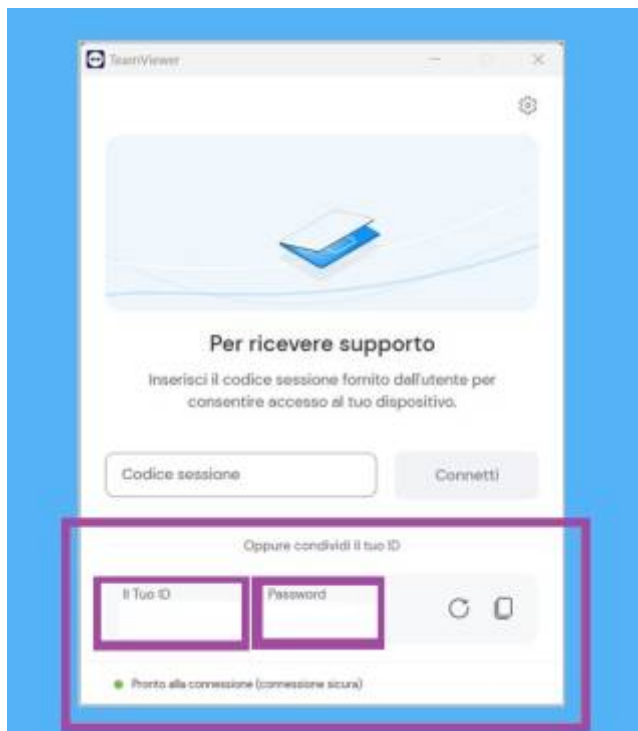 TeamViewer
Per ricevere supporto
Inserisci il codice sessione fornito dall'utente per
consentire accesso al tuo dispositivo.
Codice sessione
Connetti
Oppure condividi il tuo ID
Il Tuo ID
Password
Pronto alla connessione (connessione sicura)